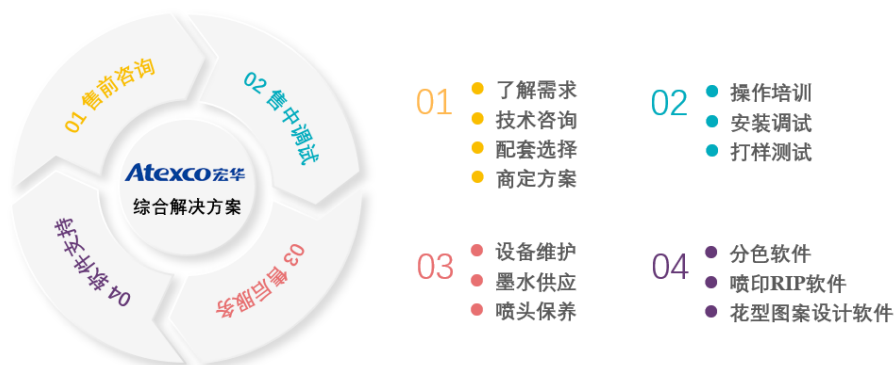 01 售前咨询
02 售中调试
03 售后服务
04 软件支持
Atexco宏华
综合解决方案
01
了解需求
技术咨询
配套选择
商定方案
02
操作培训
安装调试
打样测试
03
设备维护
墨水供应
喷头保养
04
分色软件
喷印RIP软件
花型图案设计软件